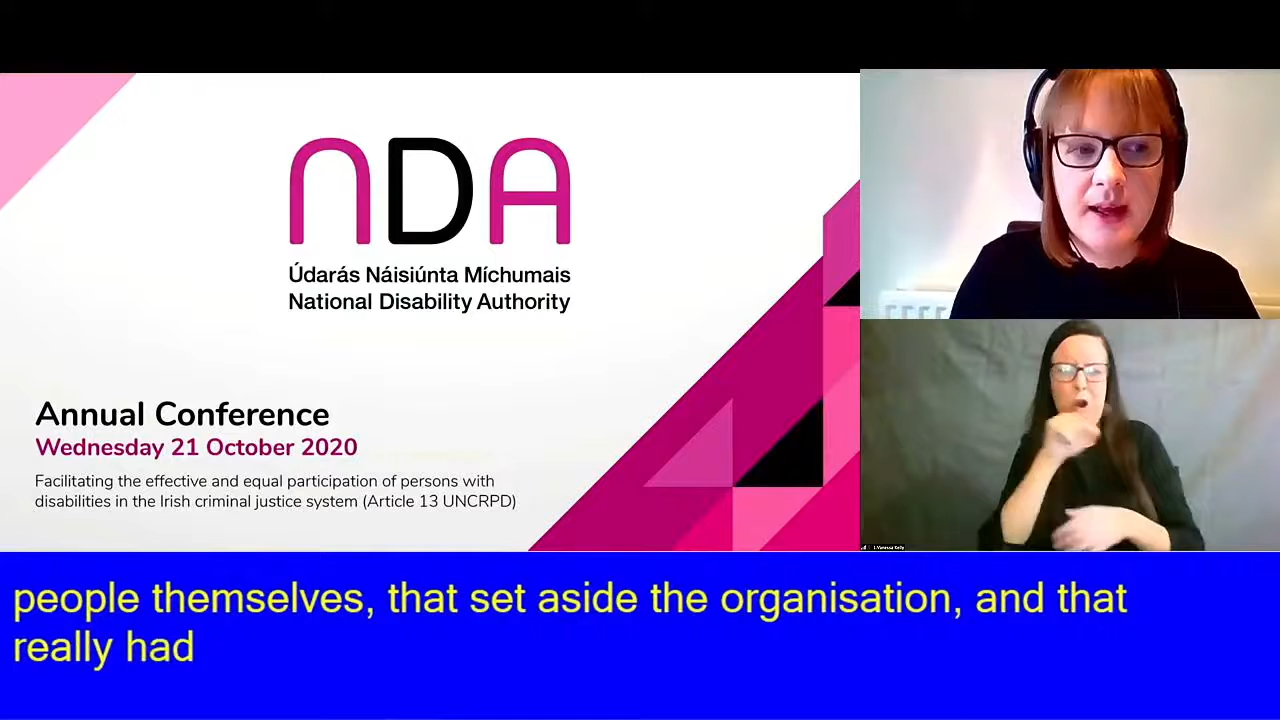 NDA
Údarás Náisiúnta Míchumais
National Disability Authority
Annual Conference
Wednesday 21 October 2020
Facilitating the effective and equal participation of persons with
disabilities in the Irish criminal justice system (Article 13 UNCRPD)
Vanessa Kelly
people themselves, that set aside the organisation, and that
really had